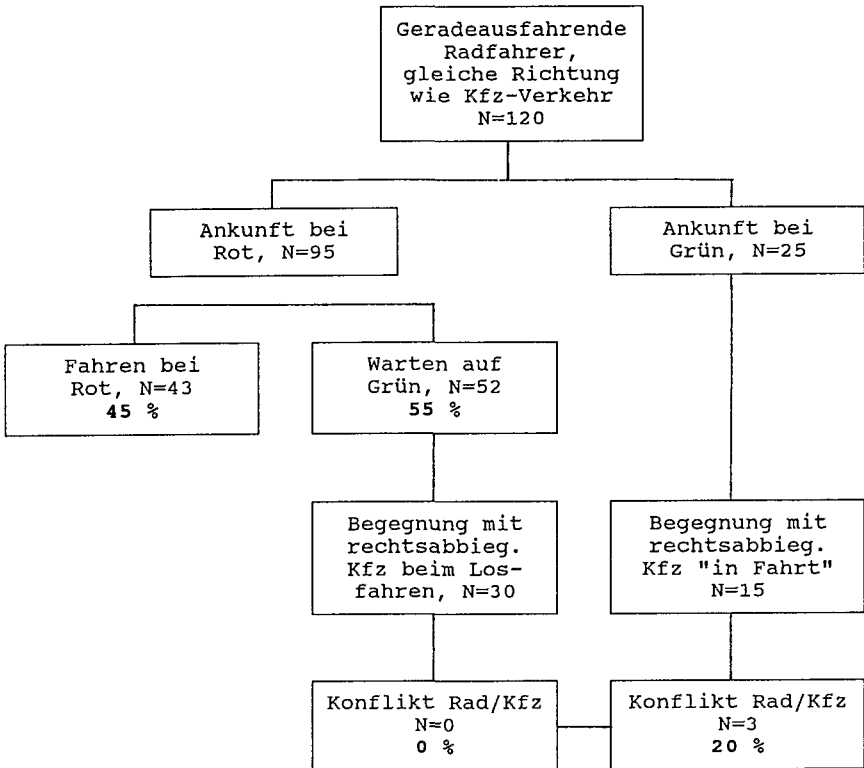 Geradeausfahrende
Radfahrer,
gleiche Richtung
wie Kfz-Verkehr
N=120
Ankunft bei
Rot, N=95
Ankunft bei
Grün, N=25
Fahren bei
Rot, N=43
45 %
Warten auf
Grün, N=52
55 %
Begegnung mit
rechtsabbieg.
Kfz beim Los-
fahren, N=30
Begegnung mit
rechtsabbieg.
Kfz "in Fahrt"
N=15
Konflikt Rad/Kfz
N=0
0 %
Konflikt Rad/Kfz
N=3
20 %